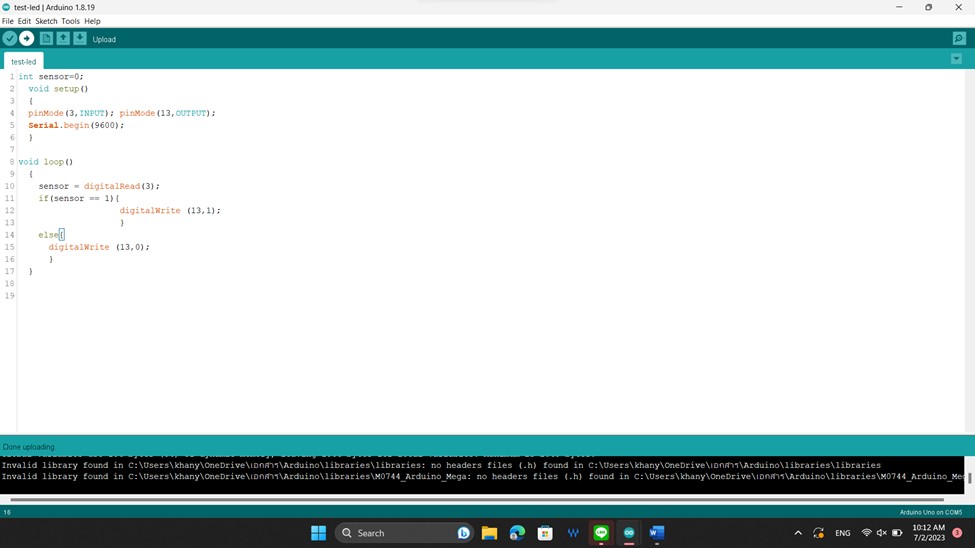 test-led | Arduino 1.8.19
File Edit Sketch Tools Help
Upload
test-led
1 int sensor=0;
2 void setup()
3 {
4 pinMode(3,INPUT); pinMode(13,OUTPUT);
5 Serial.begin(9600);
6 }
7
8 void loop()
9 {
10 sensor = digitalRead(3);
11 if(sensor == 1){
12 digitalWrite (13,1);
13 }
14 else{
15 digitalWrite (13,0);
16 }
17 }
18
19
Done uploading.
Invalid library found in C:\Users\khany\OneDrive\เอกสาร\Arduino\libraries\libraries: no headers files (.h) found in C:\Users\khany\OneDrive\เอกสาร\Arduino\libraries\libraries
Invalid library found in C:\Users\khany\OneDrive\เอกสาร\Arduino\libraries\M0744_Arduino_Mega: no headers files (.h) found in C:\Users\khany\OneDrive\เอกสาร\Arduino\libraries\M0744_Arduino_Me
16 Arduino Uno on COM5
Search ENG 10:12 AM
7/2/2023 3